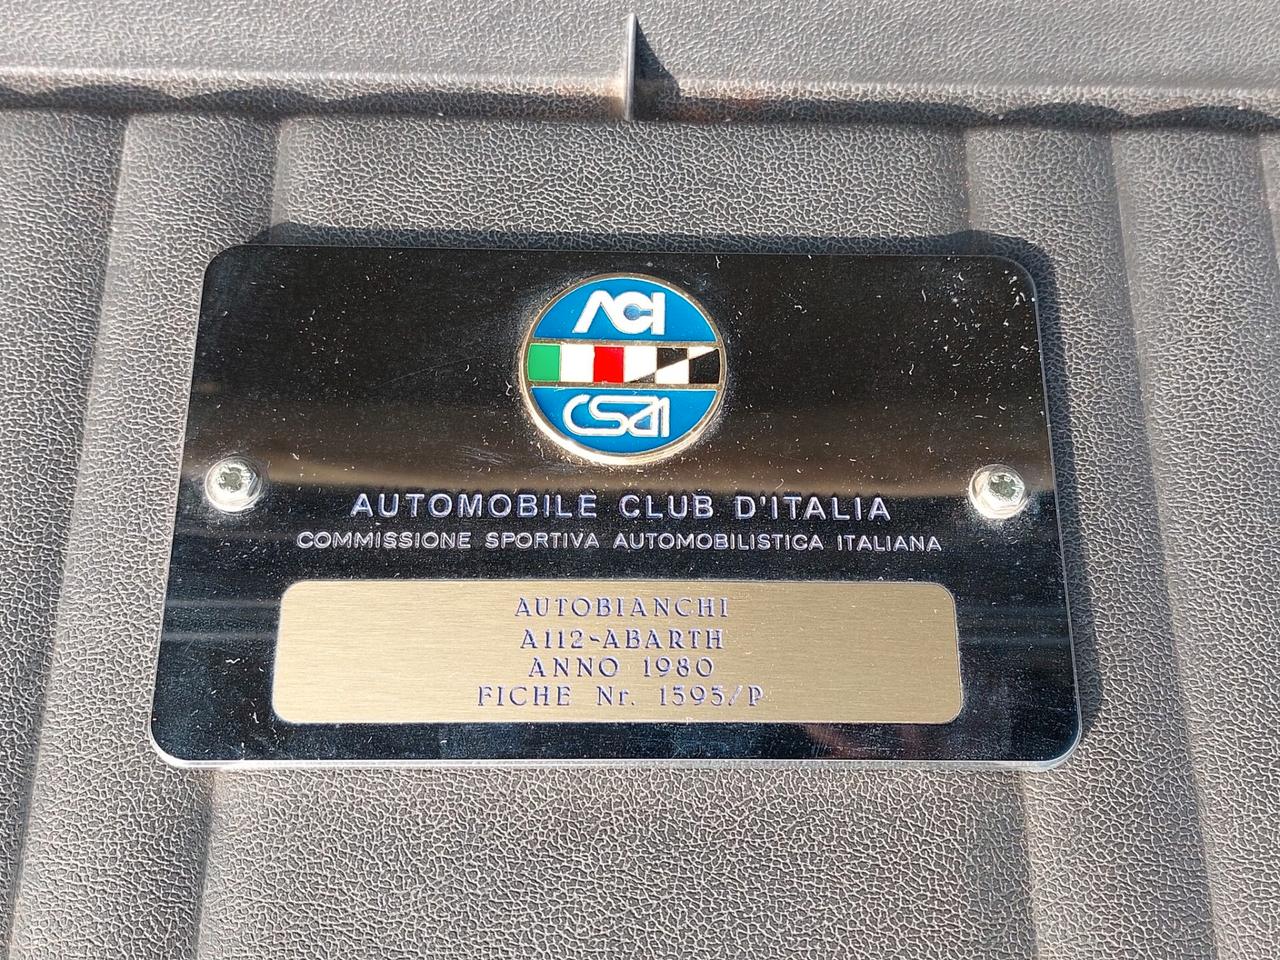 ACI
CSAI
AUTOMOBILE CLUB D'ITALIA
COMMISSIONE SPORTIVA AUTOMOBILISTICA ITALIANA
AUTOBIANCHI
A112-ABARTH
ANNO 1980
FICHE Nr. 1595/P